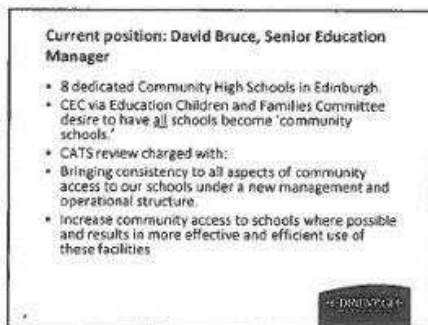 Current position: David Bruce, Senior Education
Manager
• 8 dedicated Community High Schools in Edinburgh.
• CEC via Education Children and Families Committee
desire to have all schools become 'community
schools.'
• CATS review charged with:
• Bringing consistency to all aspects of community
access to our schools under a new management and
operational structure.
• Increase community access to schools where possible
and results in more effective and efficient use of
these facilities